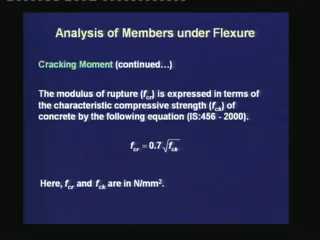 Analysis of Members under Flexure
Cracking Moment (continued…)
The modulus of rupture (fcr) is expressed in terms of
the characteristic compressive strength (fck) of
concrete by the following equation (IS:456 - 2000).
fcr = 0.7√fck
Here, fcr and fck are in N/mm².